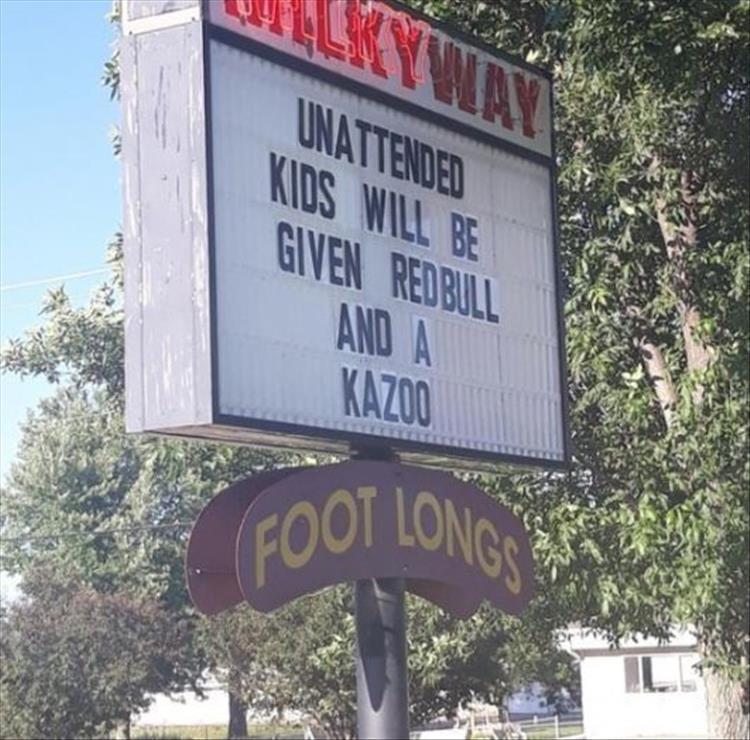 MILKY WAY
UNATTENDED
KIDS WILL BE
GIVEN REDBULL
AND A
KAZOO
FOOT LONGS